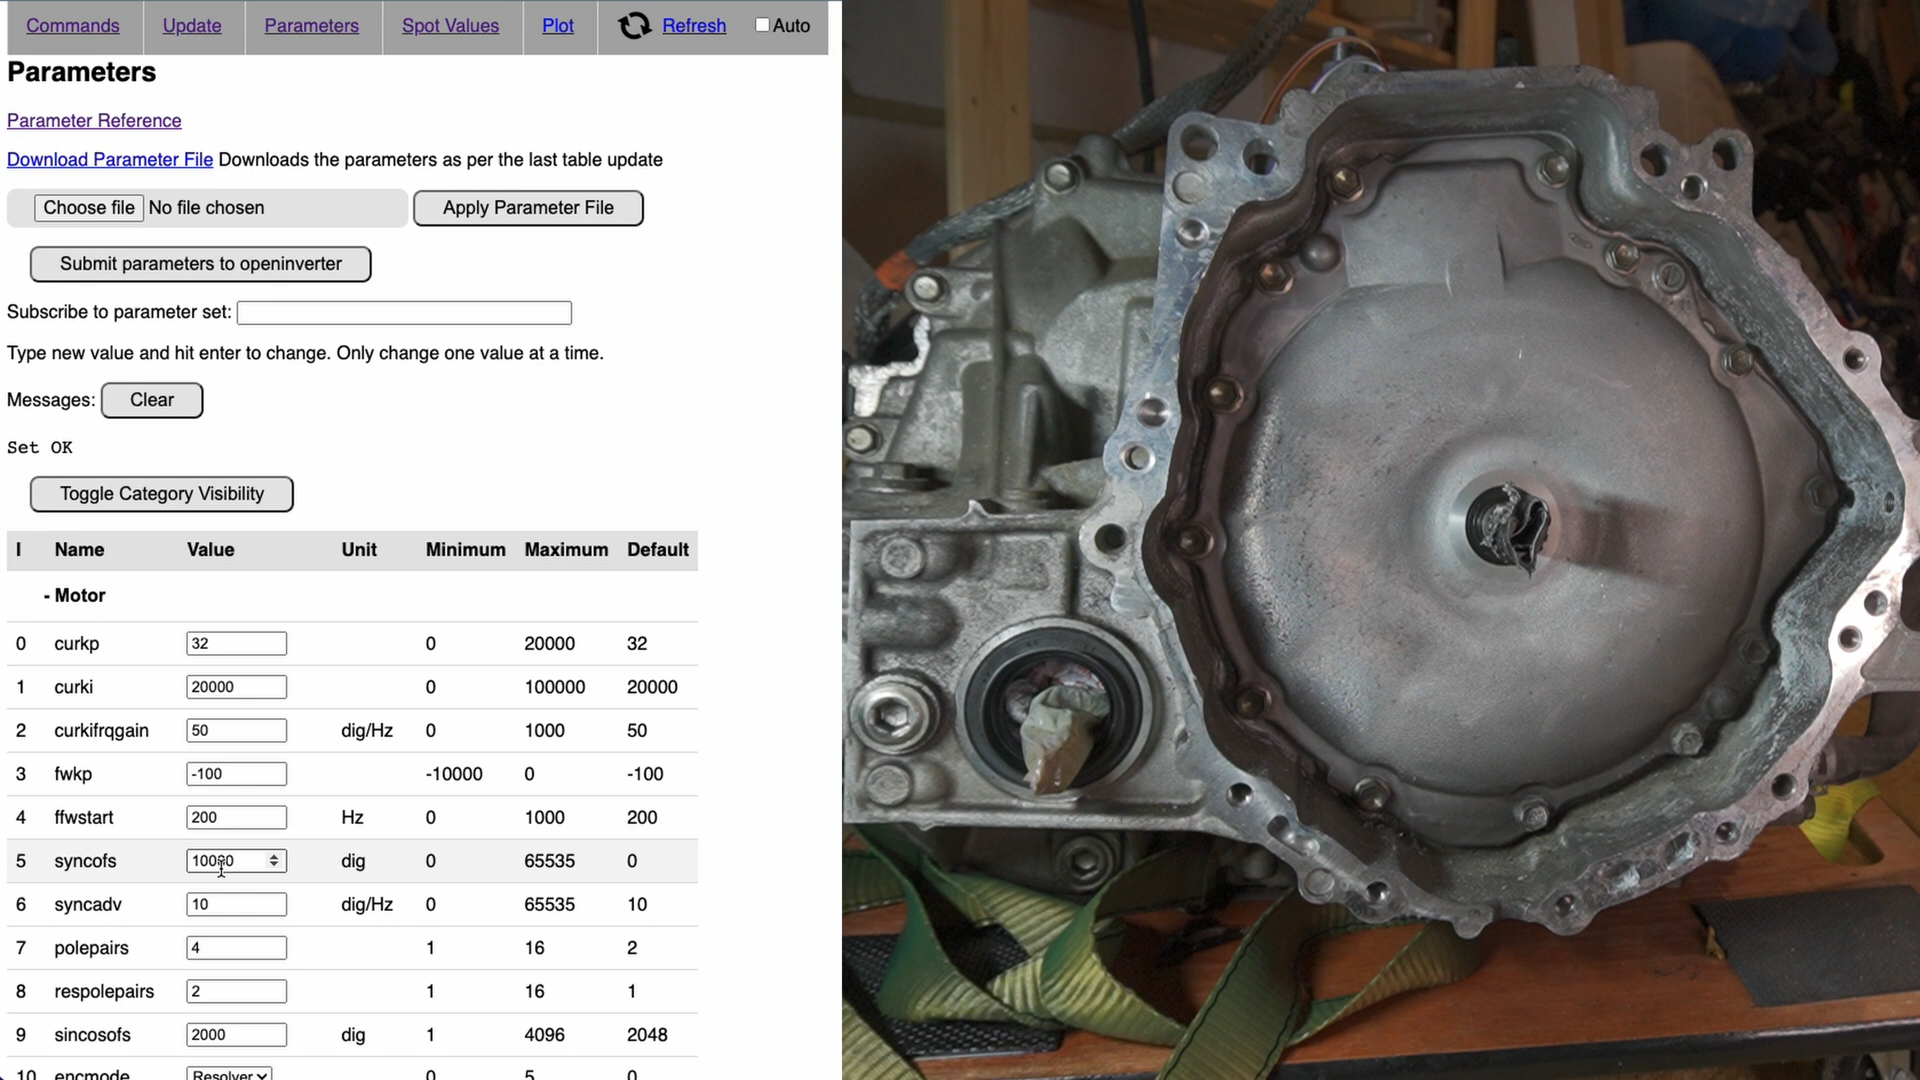 Commands Update Parameters Spot Values Plot Refresh Auto
Parameters
Parameter Reference
Download Parameter File Downloads the parameters as per the last table update
Choose file No file chosen Apply Parameter File
Submit parameters to openinverter
Subscribe to parameter set:
Type new value and hit enter to change. Only change one value at a time.
Messages: Clear
Set OK
Toggle Category Visibility
I Name Value Unit Minimum Maximum Default
- Motor
0 curkp 32 0 20000 32
1 curki 20000 0 100000 20000
2 curkifrqgain 50 dig/Hz 0 1000 50
3 fwkp -100 -10000 0 -100
4 ffwstart 200 Hz 0 1000 200
5 syncofs dig 0 65535 0
6 syncadv 10 dig/Hz 0 65535 10
7 polepairs 4 1 16 2
8 respolepairs 2 1 16 1
9 sincosofs 2000 dig 1 4096 2048
10 encmode Resolver 0 5 0